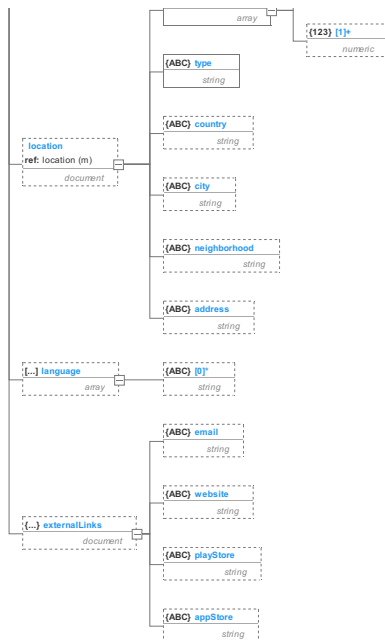 array
{123} [1]+
numeric
{ABC} type
string
{ABC} country
string
location
ref: location (m)
document
{ABC} city
string
{ABC} neighborhood
string
{ABC} address
string
[...] language
array
{ABC} [0]*
string
{ABC} email
string
{ABC} website
string
{...} externalLinks
document
{ABC} playStore
string
{ABC} appStore
string